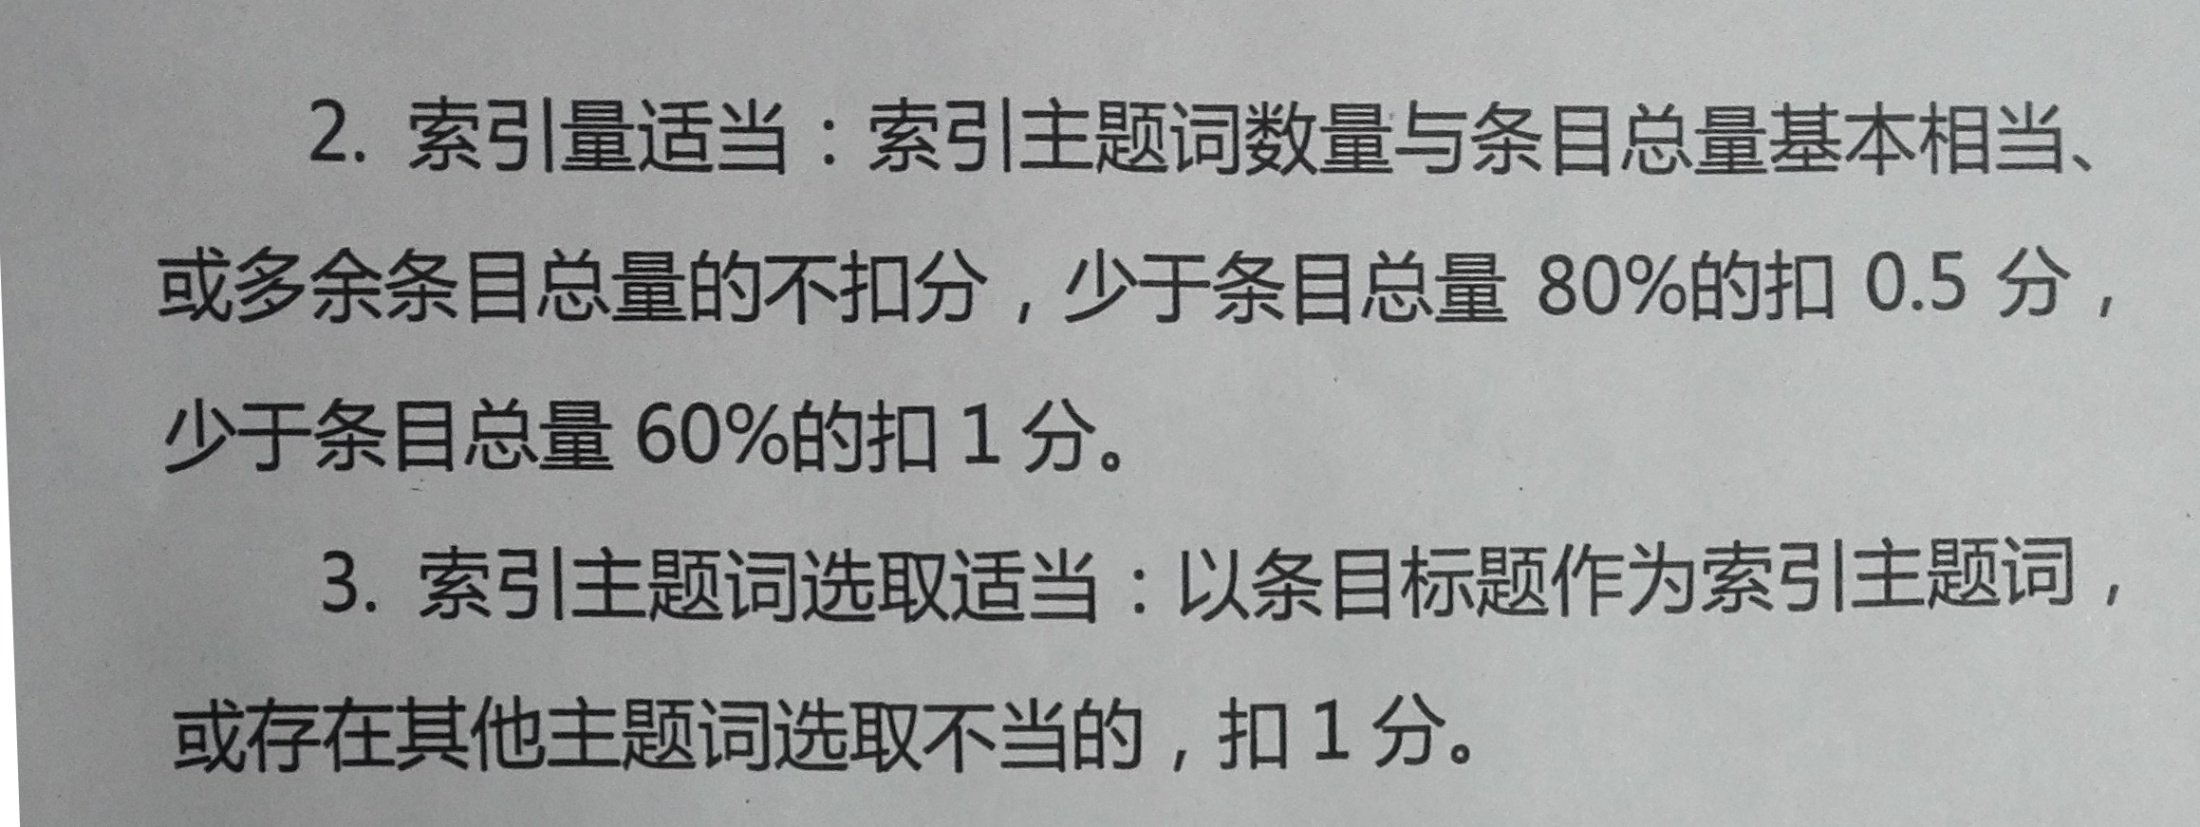 2. 索引量适当：索引主题词数量与条目总量基本相当、
或多余条目总量的不扣分，少于条目总量 80%的扣 0.5 分，
少于条目总量 60%的扣 1 分。
3. 索引主题词选取适当：以条目标题作为索引主题词，
或存在其他主题词选取不当的，扣 1 分。